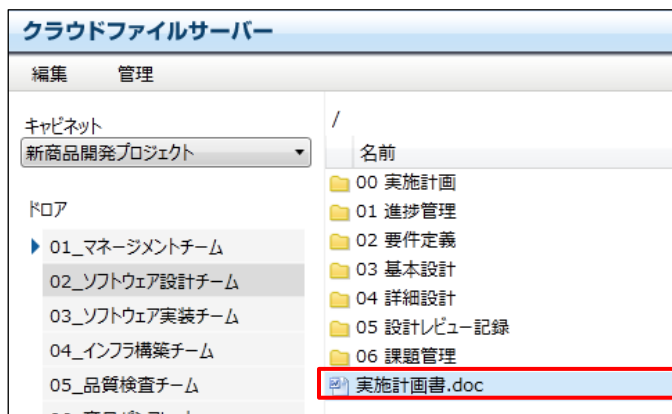 クラウドファイルサーバー
編集 管理
キャビネット
新商品開発プロジェクト
ドロア
01_マネージメントチーム
02_ソフトウェア設計チーム
03_ソフトウェア実装チーム
04_インフラ構築チーム
05_品質検査チーム
/
名前
00 実施計画
01 進捗管理
02 要件定義
03 基本設計
04 詳細設計
05 設計レビュー記録
06 課題管理
実施計画書.doc